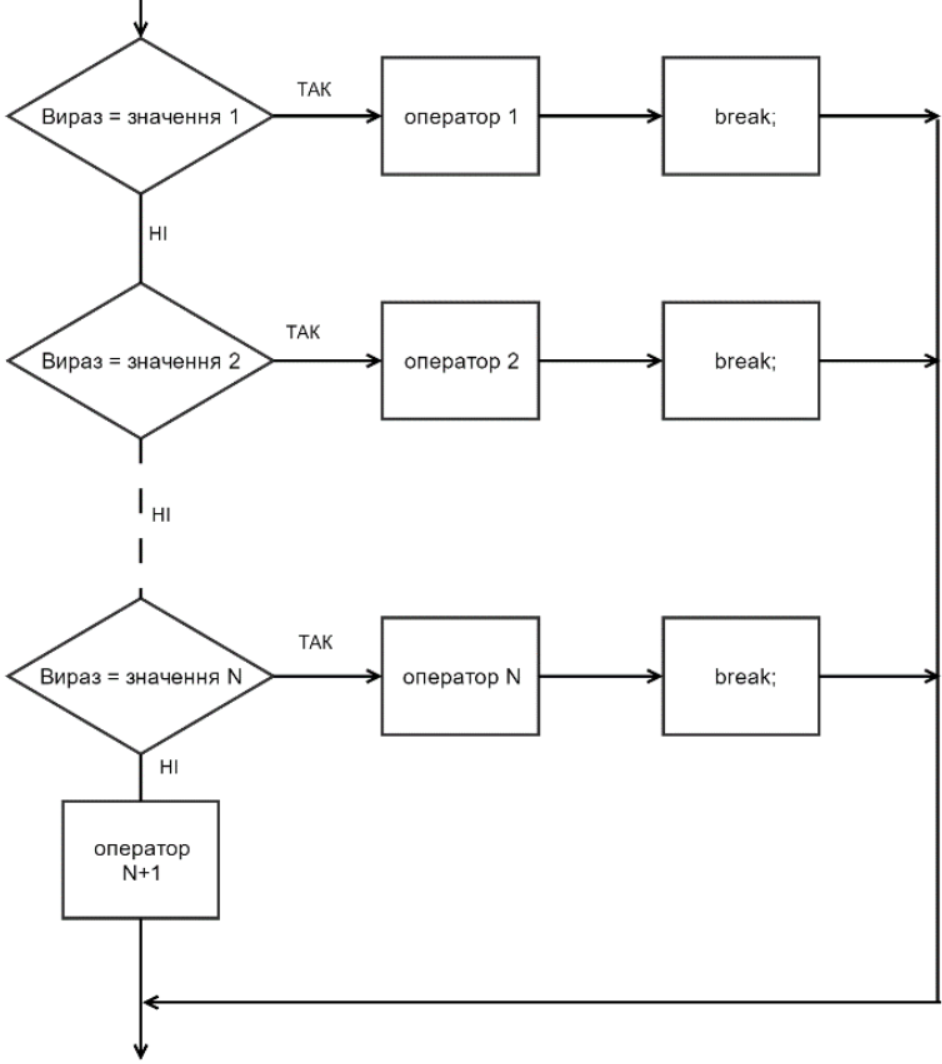 ТАК
Вираз = значення 1
оператор 1
break;
НІ
ТАК
Вираз = значення 2
оператор 2
break;
НІ
ТАК
Вираз = значення N
оператор N
break;
НІ
оператор
N+1